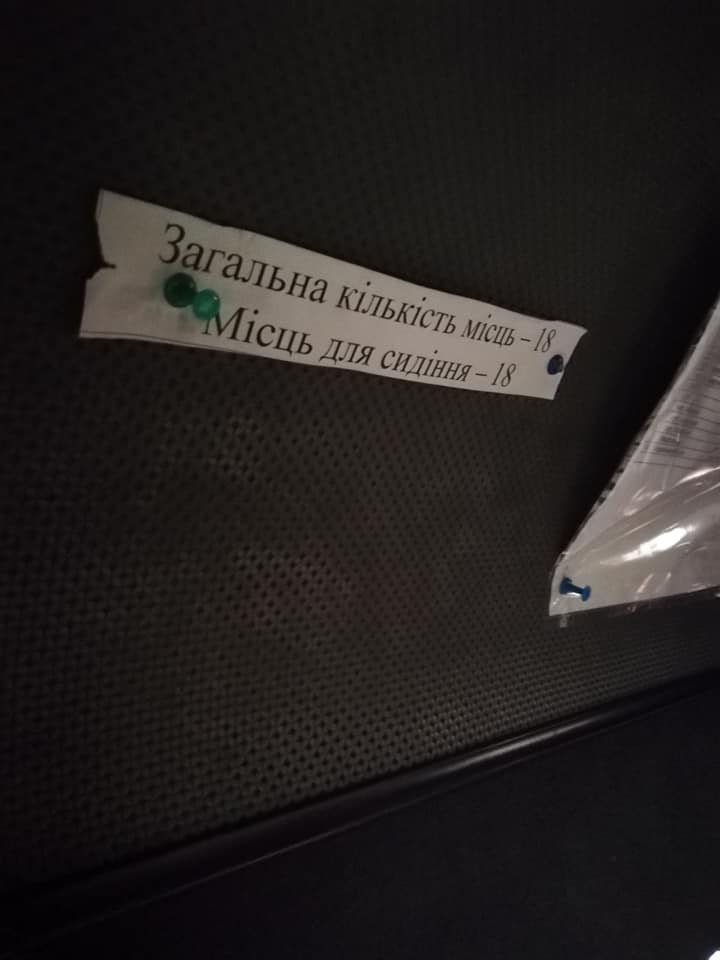 Загальна кількість місць – 18
Місць для сидіння – 18